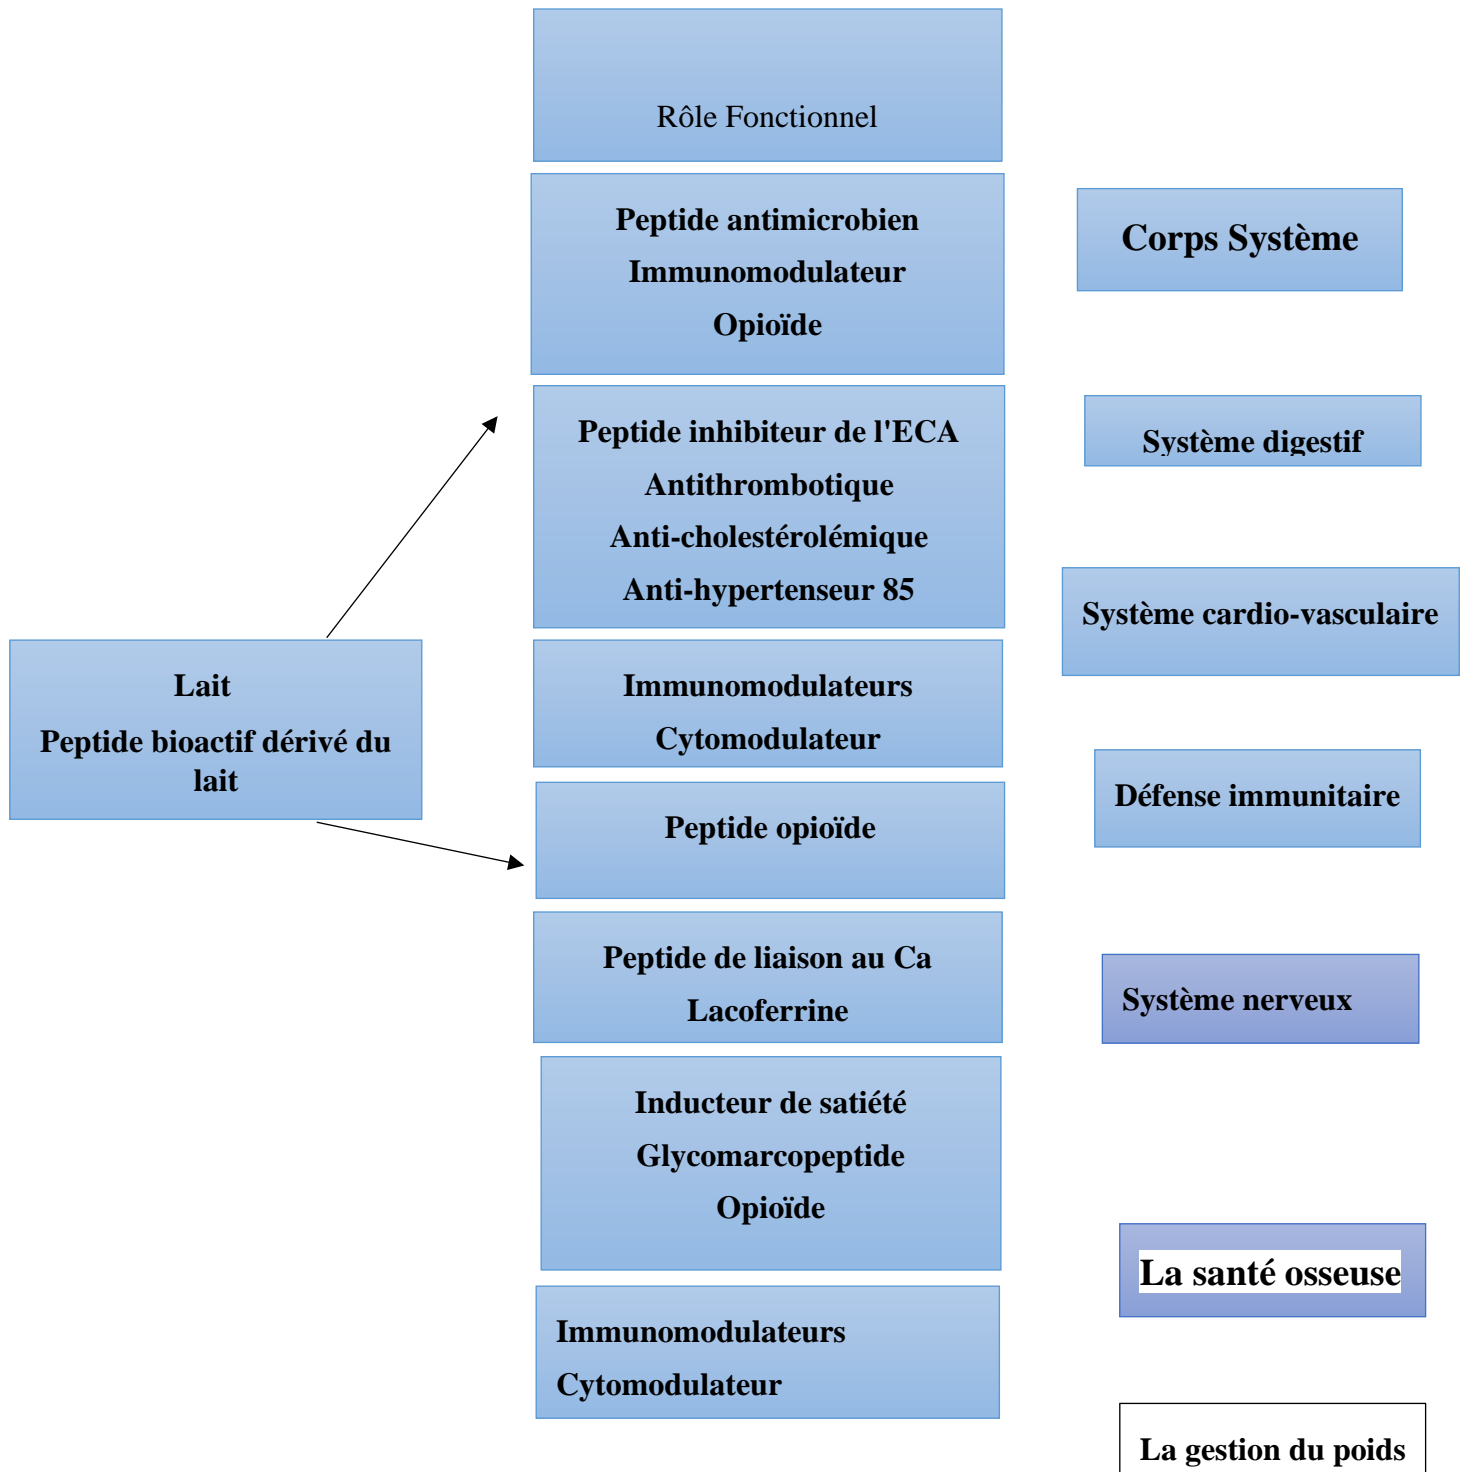 Rôle Fonctionnel
Peptide antimicrobien
Immunomodulateur
Opioïde
Corps Système
Peptide inhibiteur de l'ECA
Antithrombotique
Anti-cholestérolémique
Anti-hypertenseur 85
Système digestif
Système cardio-vasculaire
Lait
Peptide bioactif dérivé du
lait
Immunomodulateurs
Cytomodulateur
Défense immunitaire
Peptide opioïde
Peptide de liaison au Ca
Lacoferrine
Système nerveux
Inducteur de satiété
Glycomarcopeptide
Opioïde
La santé osseuse
Immunomodulateurs
Cytomodulateur
La gestion du poids